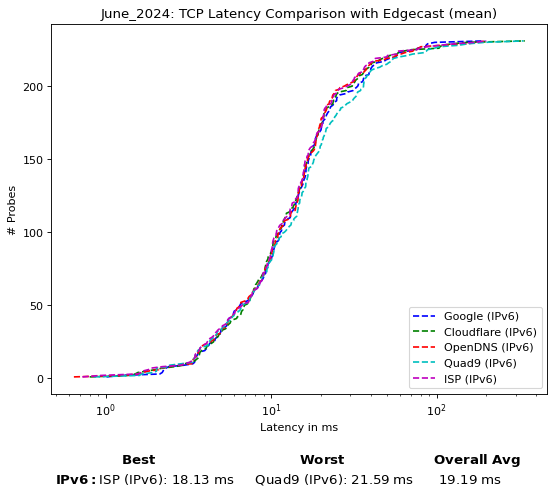 June_2024: TCP Latency Comparison with Edgecast (mean)
# Probes
200
150
100
50
0
Google (IPv6)
Cloudflare (IPv6)
OpenDNS (IPv6)
Quad9 (IPv6)
ISP (IPv6)
10⁰ 10¹ 10²
Latency in ms
Best Worst Overall Avg
IPv6: ISP (IPv6): 18.13 ms Quad9 (IPv6): 21.59 ms 19.19 ms